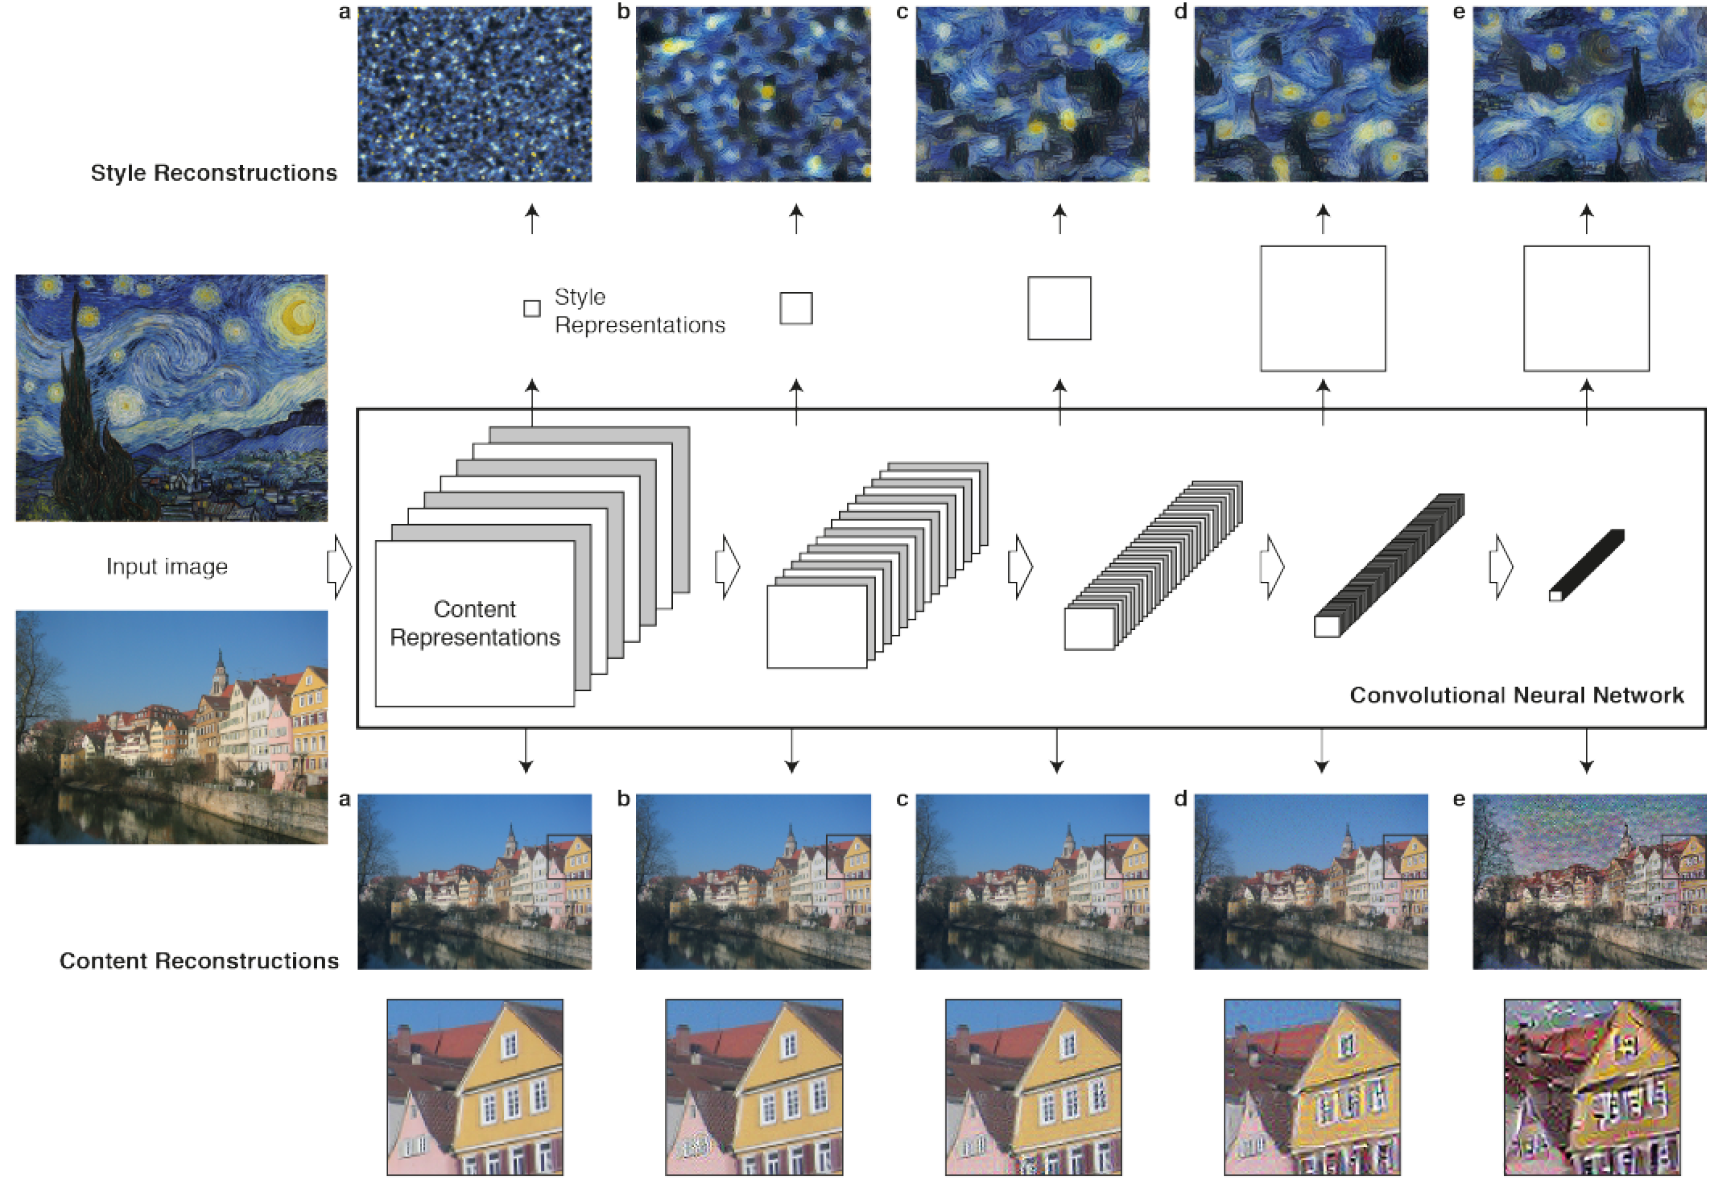 a
b
c
d
e
Style Reconstructions
Style
Representations
Input image
Content
Representations
Convolutional Neural Network
a
b
c
d
e
Content Reconstructions